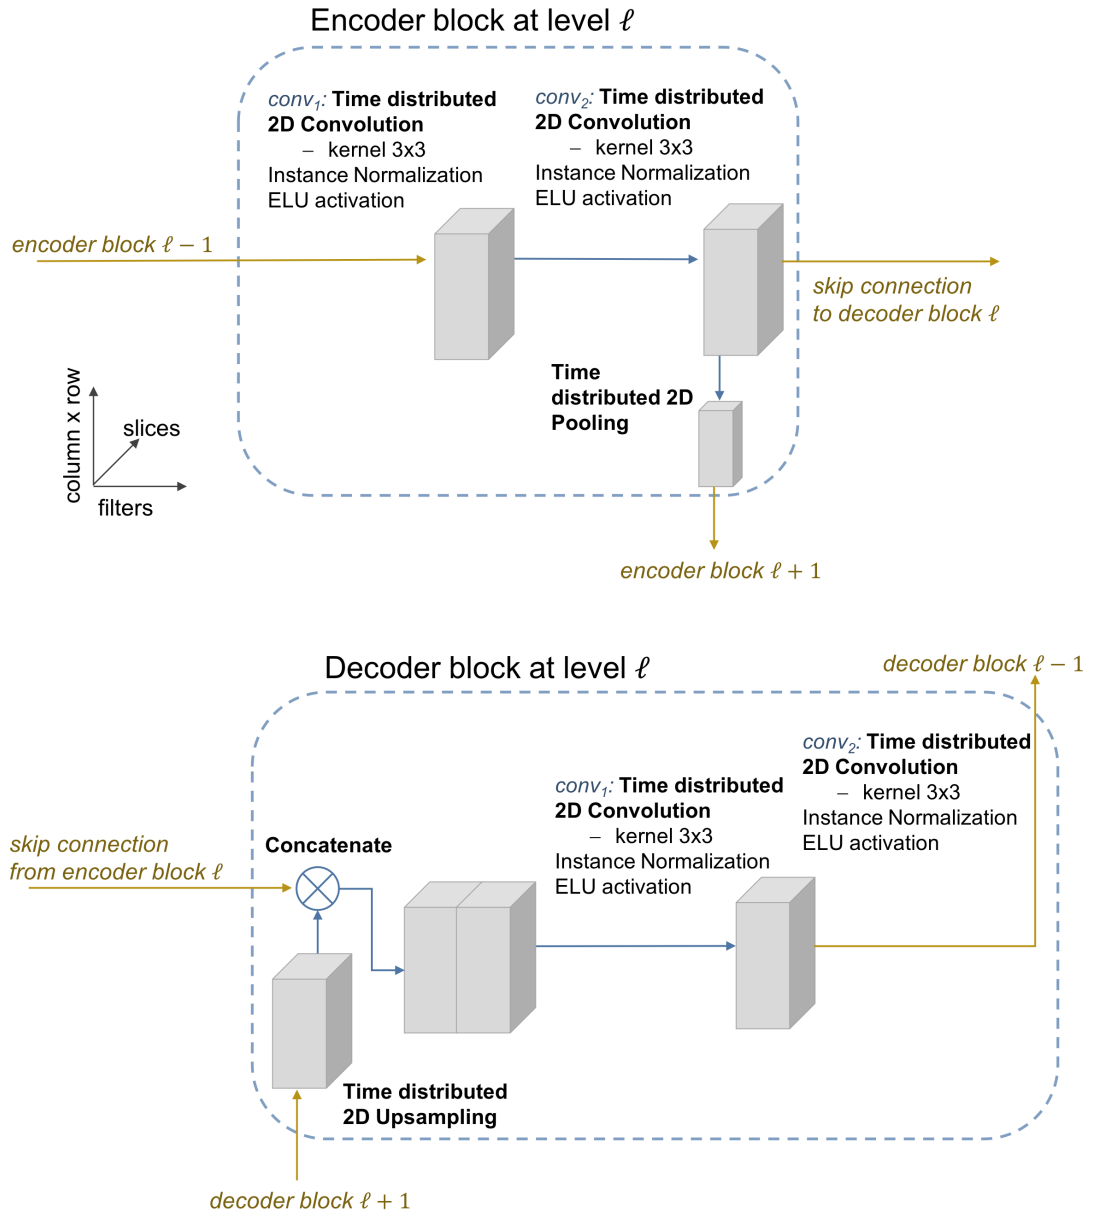 Encoder block at level ℓ
conv₁: Time distributed
2D Convolution
– kernel 3x3
Instance Normalization
ELU activation
conv₂: Time distributed
2D Convolution
– kernel 3x3
Instance Normalization
ELU activation
encoder block ℓ − 1
skip connection
to decoder block ℓ
Time
distributed 2D
Pooling
column x row
slices
filters
encoder block ℓ + 1
Decoder block at level ℓ
decoder block ℓ − 1
conv₂: Time distributed
2D Convolution
– kernel 3x3
Instance Normalization
ELU activation
conv₁: Time distributed
2D Convolution
– kernel 3x3
Instance Normalization
ELU activation
skip connection
from encoder block ℓ
Concatenate
Time distributed
2D Upsampling
decoder block ℓ + 1